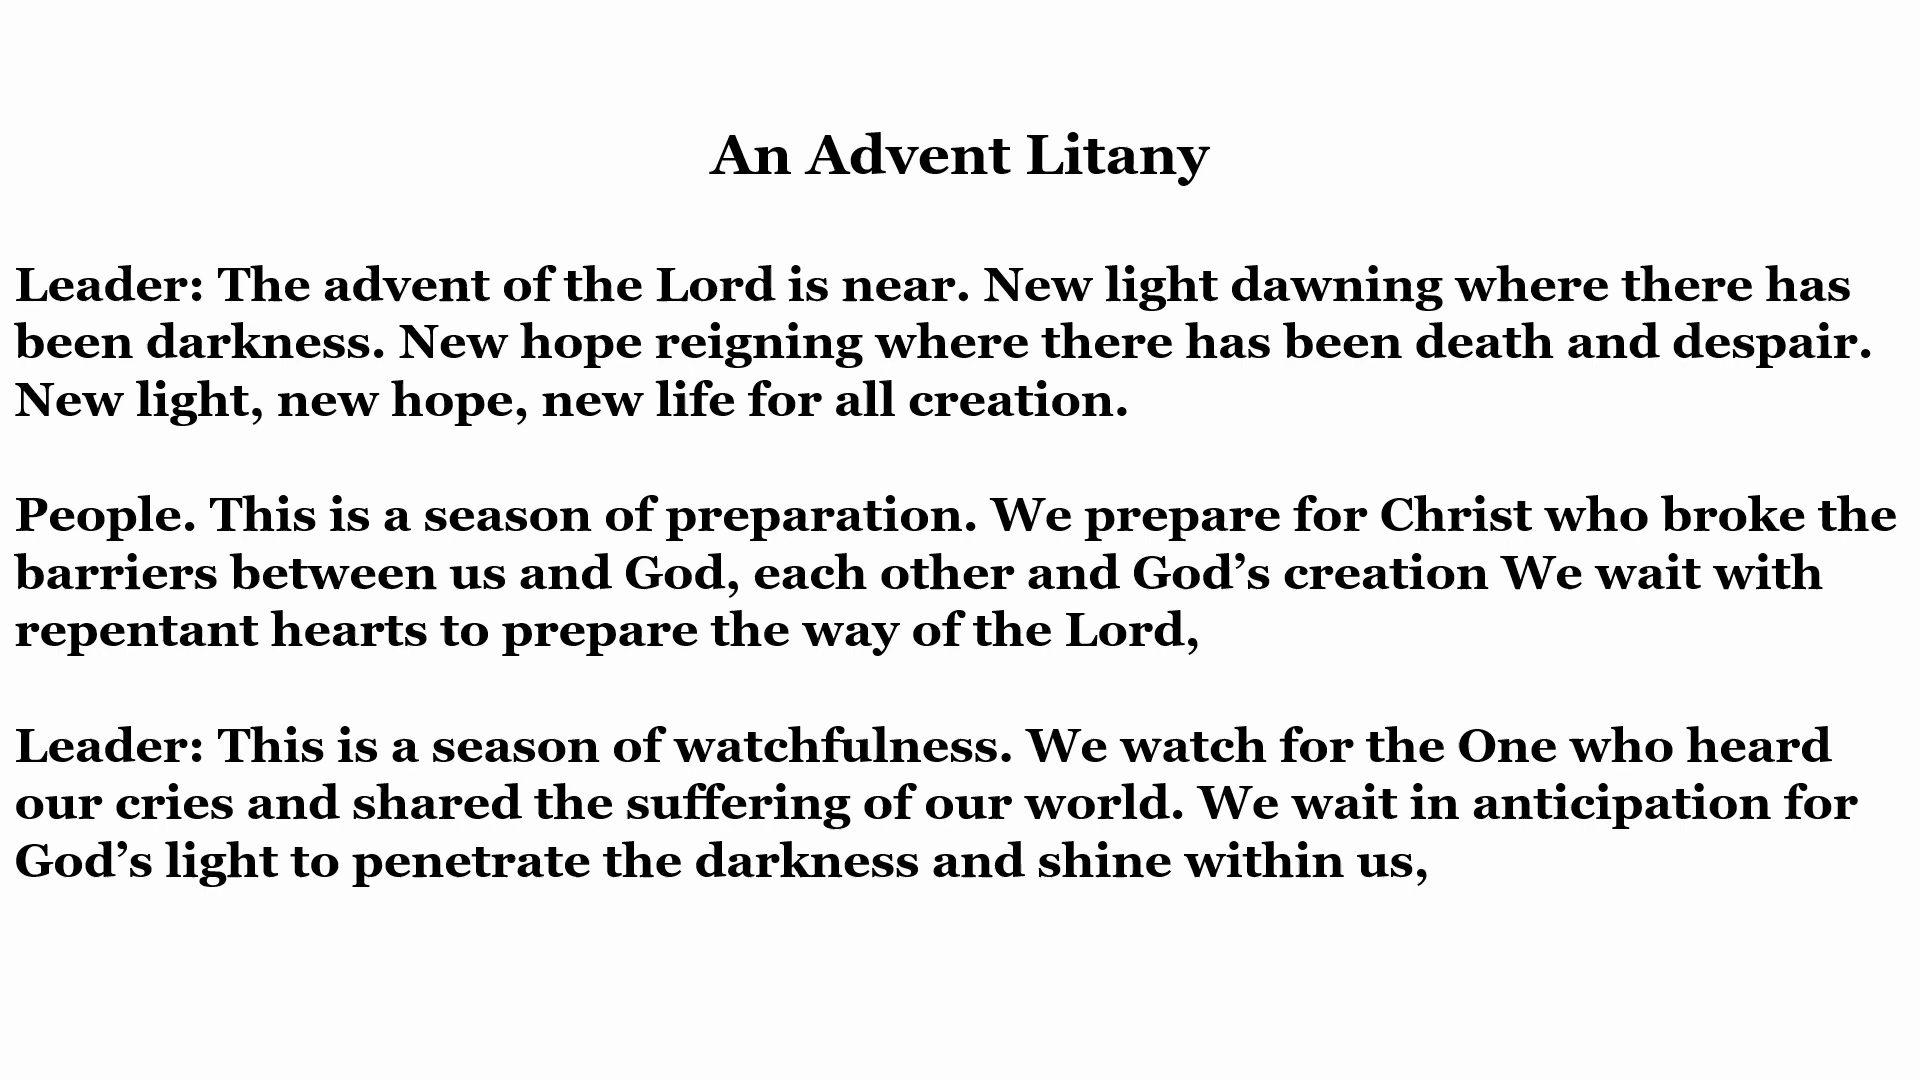 An Advent Litany
Leader: The advent of the Lord is near. New light dawning where there has
been darkness. New hope reigning where there has been death and despair.
New light, new hope, new life for all creation.
People. This is a season of preparation. We prepare for Christ who broke the
barriers between us and God, each other and God’s creation We wait with
repentant hearts to prepare the way of the Lord,
Leader: This is a season of watchfulness. We watch for the One who heard
our cries and shared the suffering of our world. We wait in anticipation for
God’s light to penetrate the darkness and shine within us,